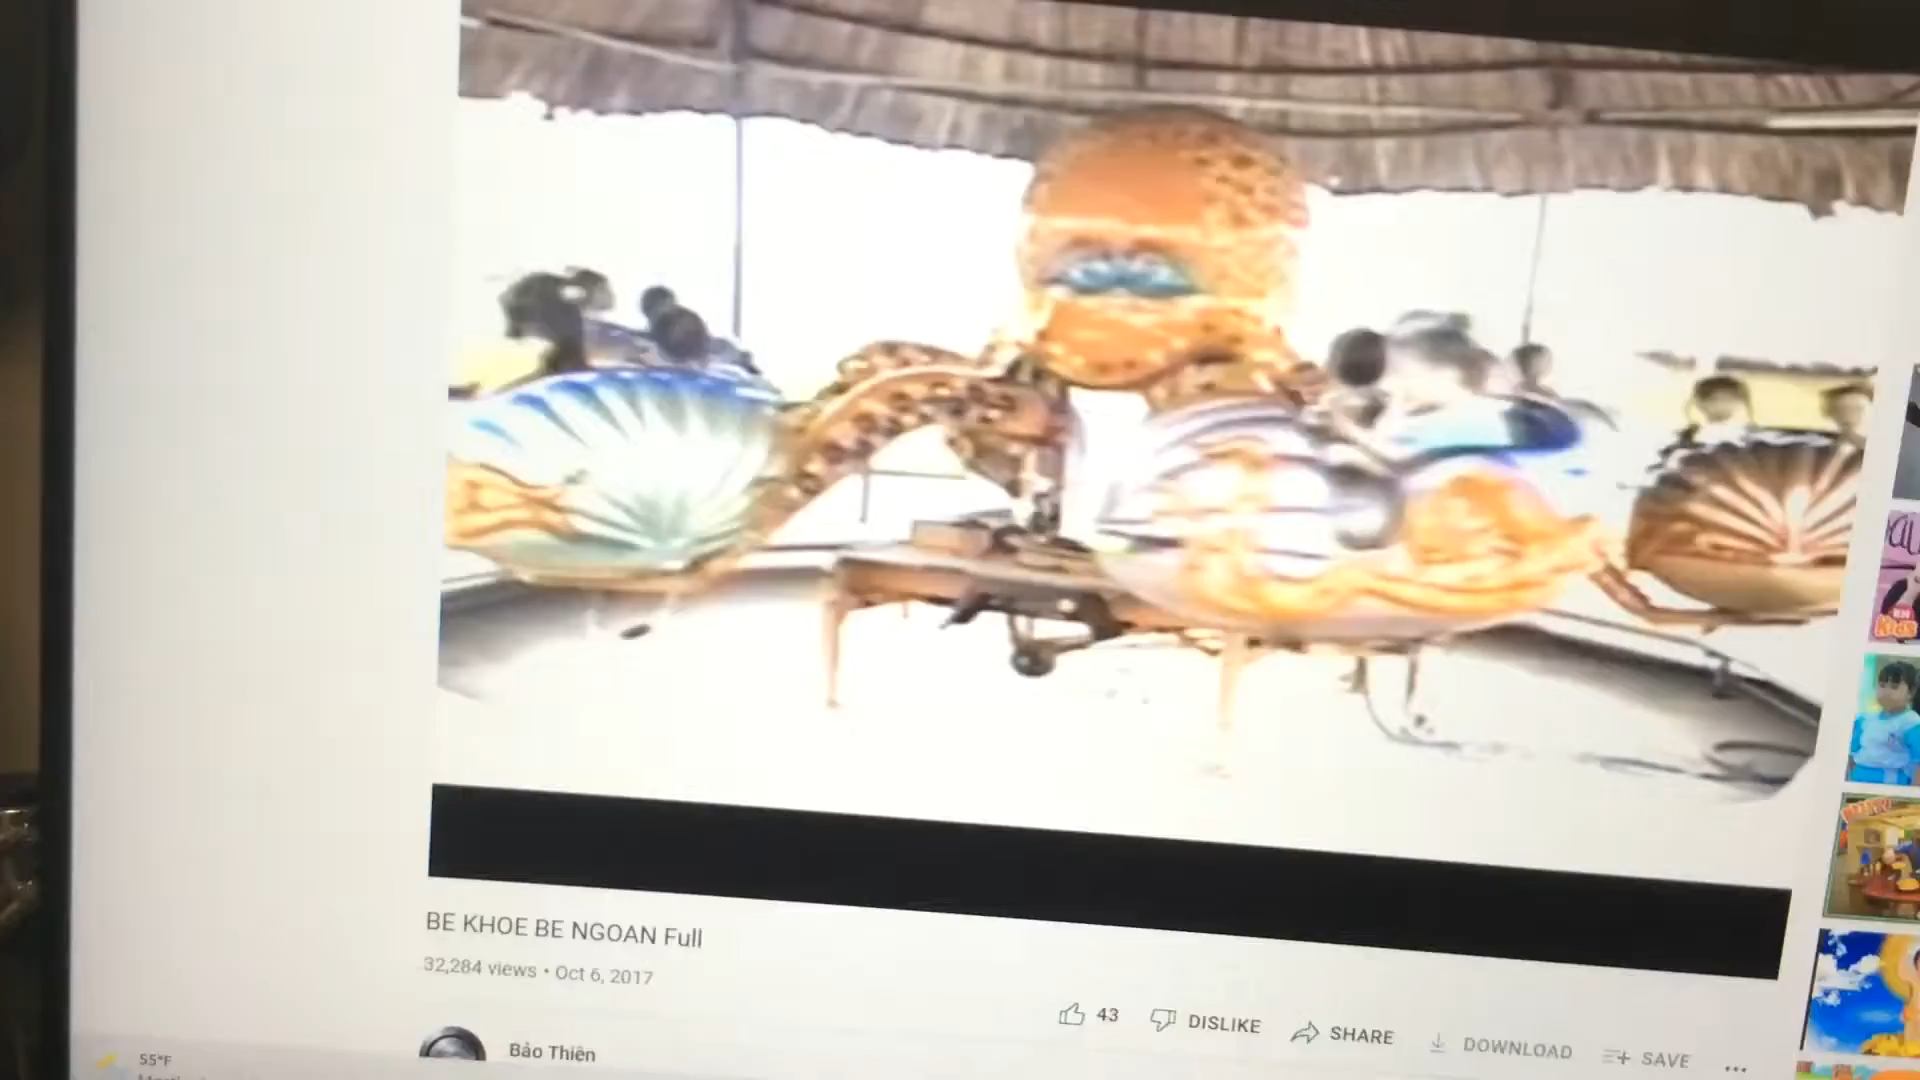 BE KHOE BE NGOAN Full
32,284 views • Oct 6, 2017
43 DISLIKE SHARE DOWNLOAD SAVE ...
Bảo Thiên
55°F
Kids